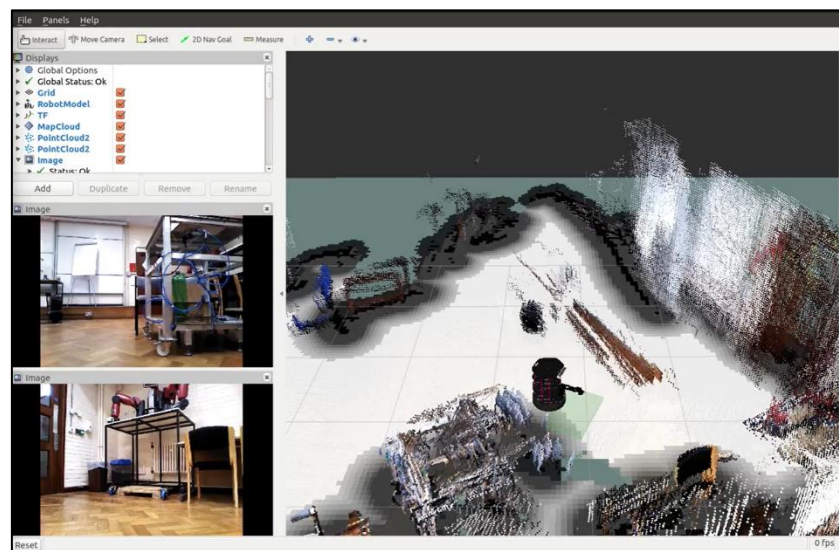 File Panels Help
Interact Move Camera Select 2D Nav Goal Measure
Displays
Global Options
Global Status: Ok
Grid
RobotModel
TF
MapCloud
PointCloud2
PointCloud2
Image
Status: Ok
Add Duplicate Remove Rename
Image
Image
Reset 0 fps